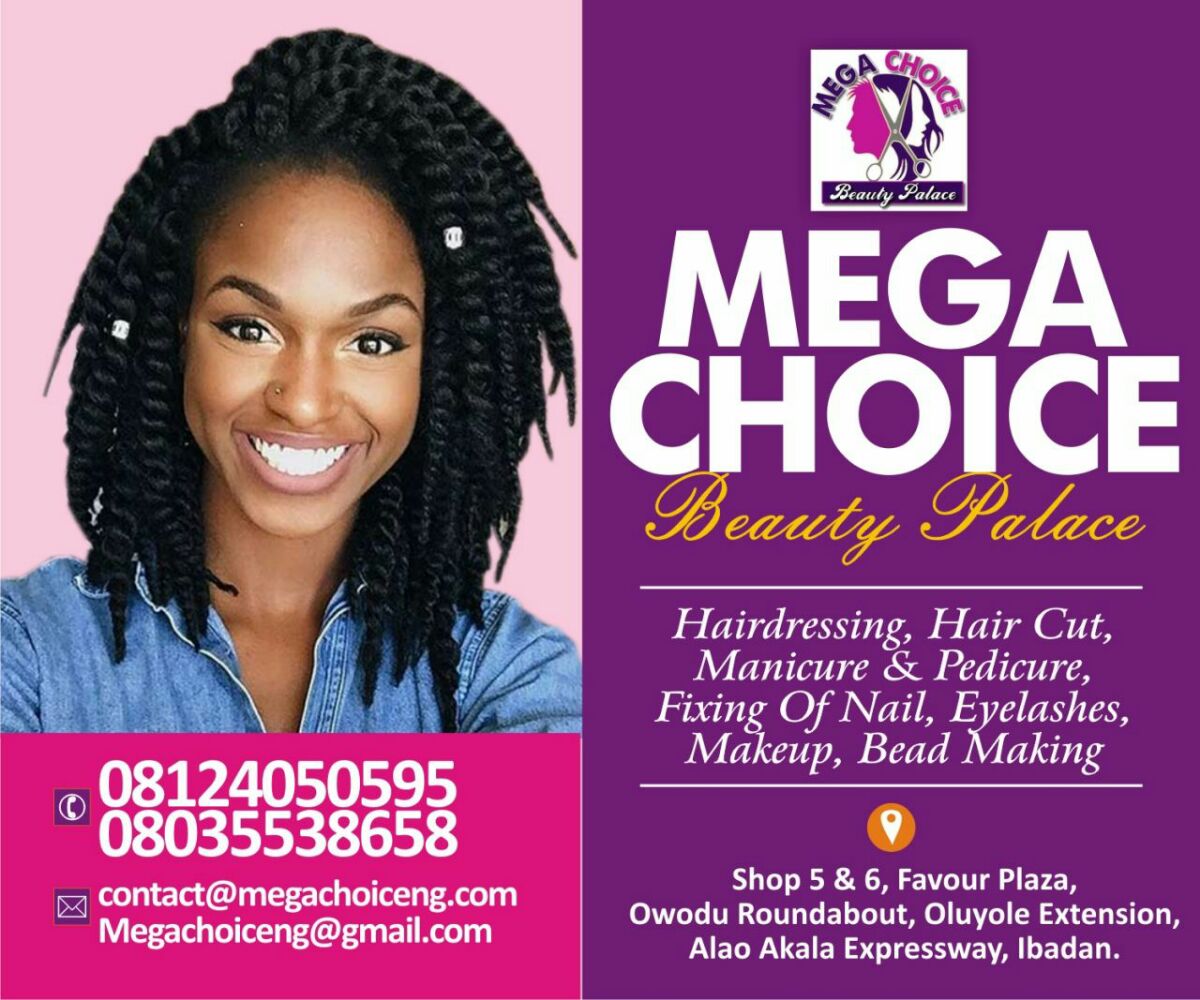 MEGA CHOICE
Beauty Palace
MEGA
CHOICE
Beauty Palace
Hairdressing, Hair Cut,
Manicure & Pedicure,
Fixing Of Nail, Eyelashes,
Makeup, Bead Making
Shop 5 & 6, Favour Plaza,
Owodu Roundabout, Oluyole Extension,
Alao Akala Expressway, Ibadan.
08124050595
08035538658
contact@megachoiceng.com
Megachoiceng@gmail.com